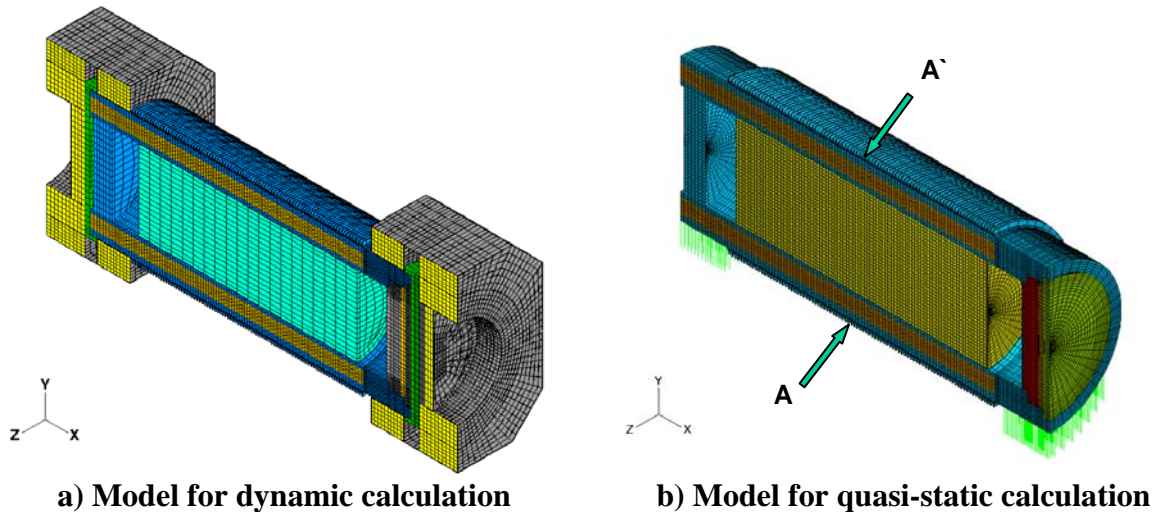 A`
A
Y
Z
X
Y
Z
X
a) Model for dynamic calculation
b) Model for quasi-static calculation